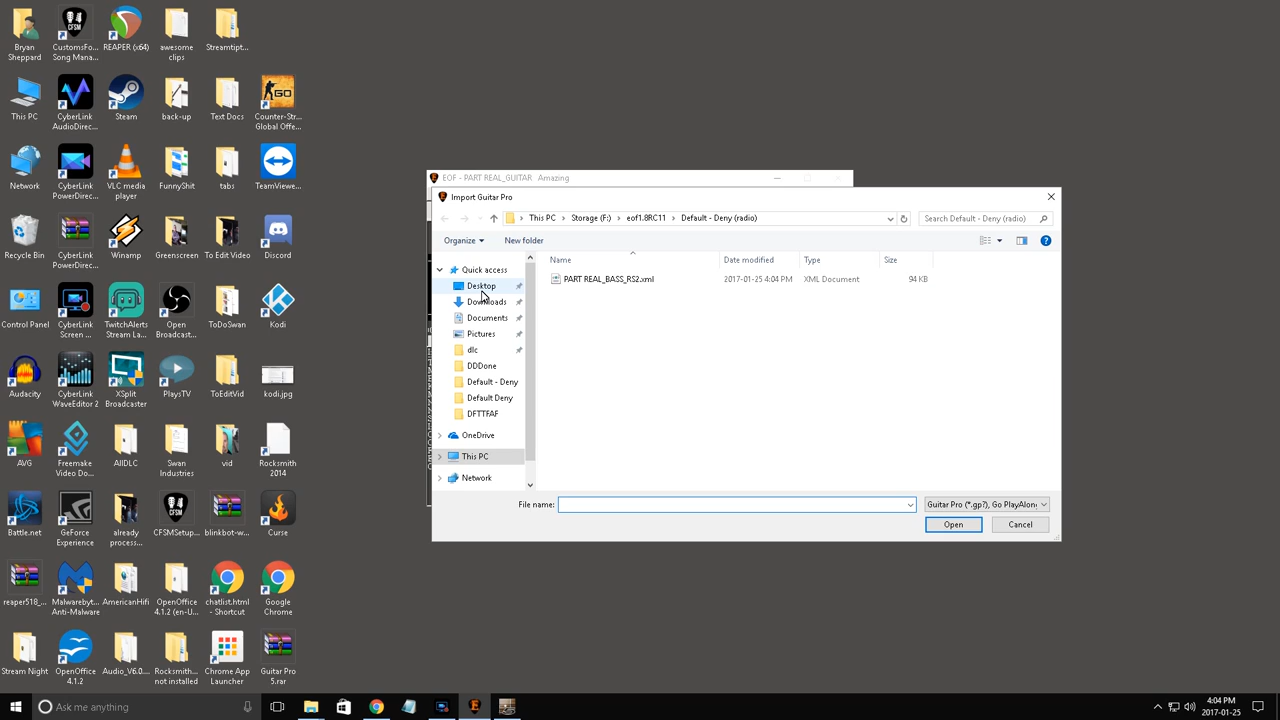 Bryan Sheppard
CustomsFo... Song Mana...
REAPER (x64)
awesome clips
Streamtipt...
This PC
CyberLink AudioDirec...
Steam
back-up
Text Docs
Counter-Str... Global Offe...
Network
CyberLink PowerDirec...
VLC media player
FunnyShit
tabs
TeamViewe...
Recycle Bin
CyberLink PowerDirec...
Winamp
Greenscreen
To Edit Video
Discord
Control Panel
CyberLink Screen ...
TwitchAlerts Stream La...
Open Broadcast...
ToDoSwan
Kodi
Audacity
CyberLink WaveEditor 2
XSplit Broadcaster
PlaysTV
ToEditVid
kodi.jpg
AVG
Freemake Video Do...
AllDLC
Swan Industries
vid
Rocksmith 2014
Battle.net
GeForce Experience
already process...
CFSMSetup...
blinkbot-w...
Curse
reaper518_...
Malwarebyt... Anti-Malware
AmericanHifi
OpenOffice 4.1.2 (en-U...
chatlist.html - Shortcut
Google Chrome
Stream Night
OpenOffice 4.1.2
Audio_V6.0....
Rocksmith... not installed
Chrome App Launcher
Guitar Pro 5.rar
EOF - PART REAL_GUITAR Amazing
Import Guitar Pro
This PC > Storage (F:) > eof1.8RC11 > Default - Deny (radio)
Search Default - Deny (radio)
Organize
New folder
Name Date modified Type Size
PART REAL_BASS_RS2.xml 2017-01-25 4:04 PM XML Document 94 KB
Quick access
Desktop
Downloads
Documents
Pictures
dlc
DDDone
Default - Deny
Default Deny
DFTTFAF
OneDrive
This PC
Network
File name:
Guitar Pro (*.gp?), Go PlayAlong
Open
Cancel
Ask me anything
4:04 PM
2017-01-25